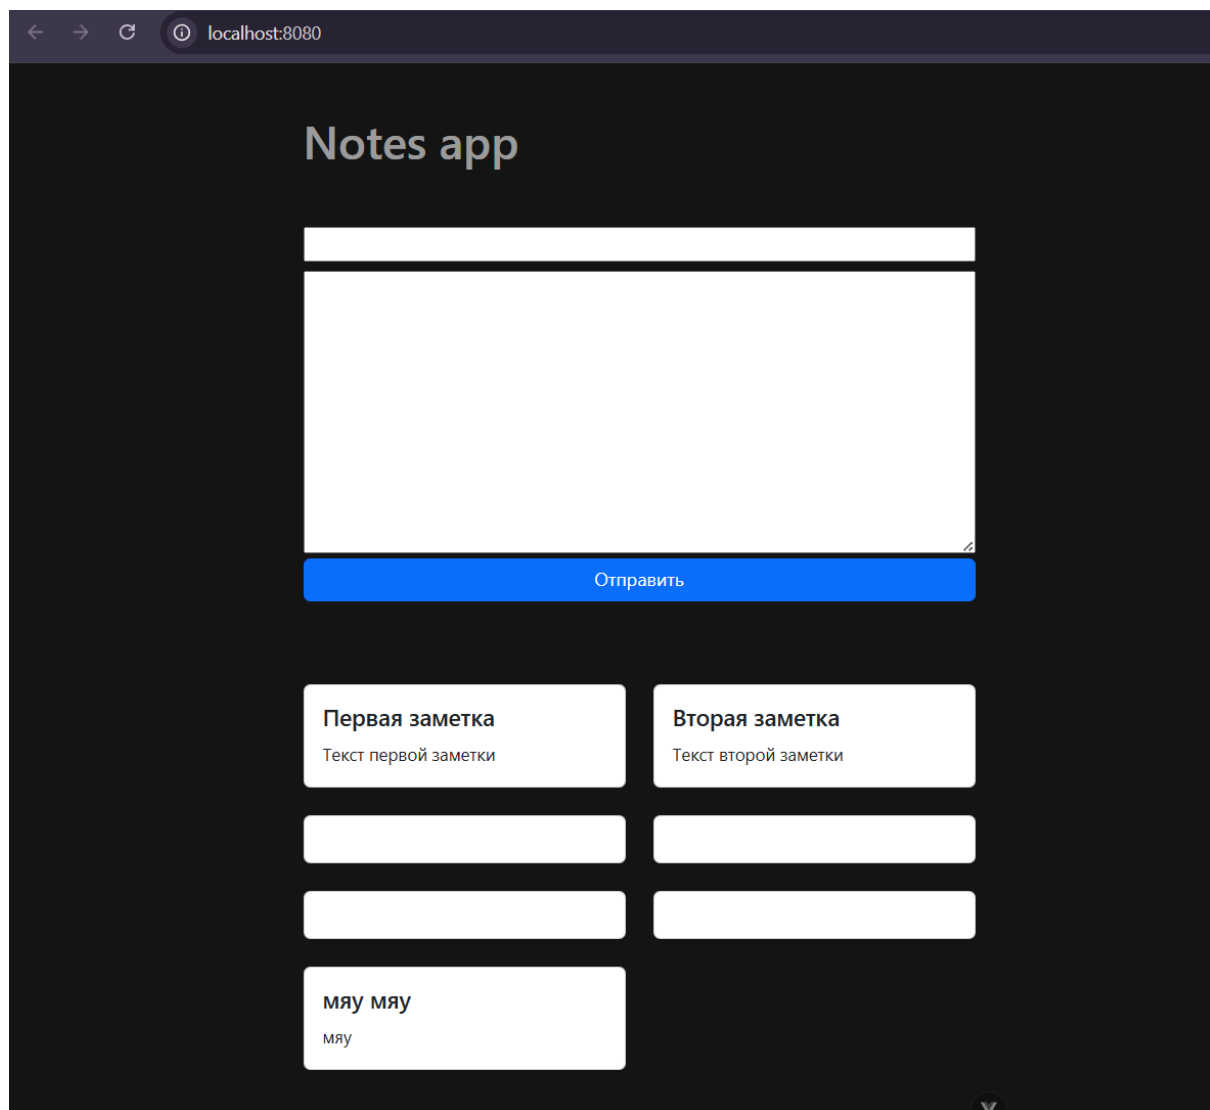 localhost:8080
Notes app
Отправить
Первая заметка
Текст первой заметки
Вторая заметка
Текст второй заметки
мяу мяу
мяу